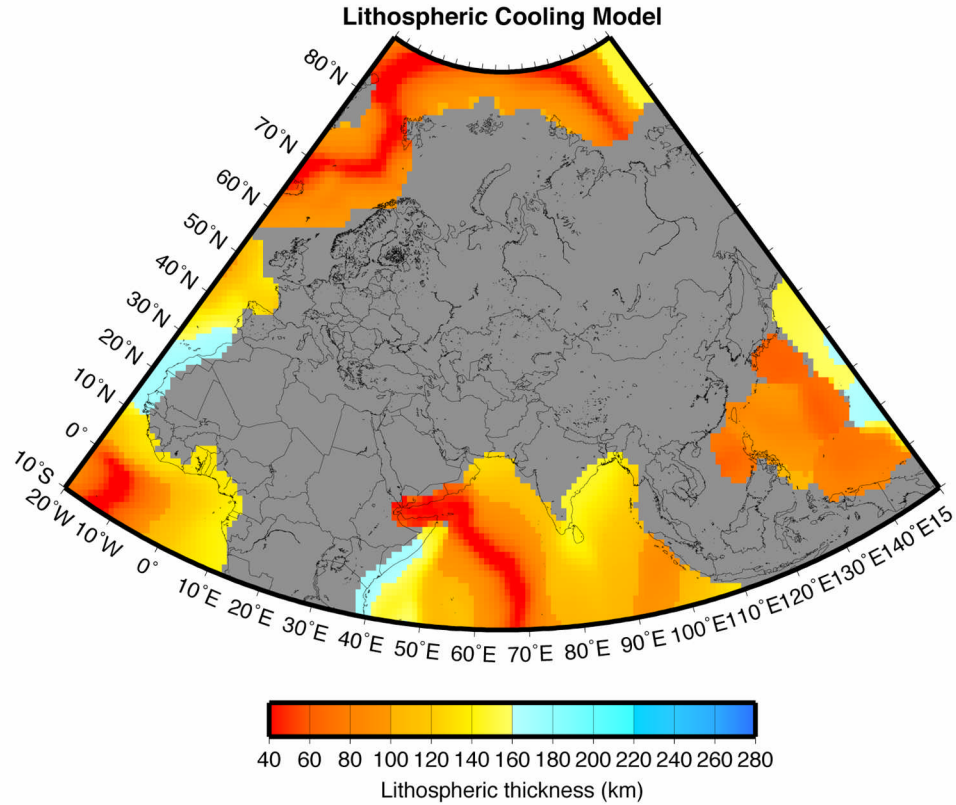 Lithospheric Cooling Model
80°N
70°N
60°N
50°N
40°N
30°N
20°N
10°N
0°
10°S
20°W
10°W
0°
10°E
20°E
30°E
40°E
50°E
60°E
70°E
80°E
90°E
100°E
110°E
120°E
130°E
140°E
15
40 60 80 100 120 140 160 180 200 220 240 260 280
Lithospheric thickness (km)